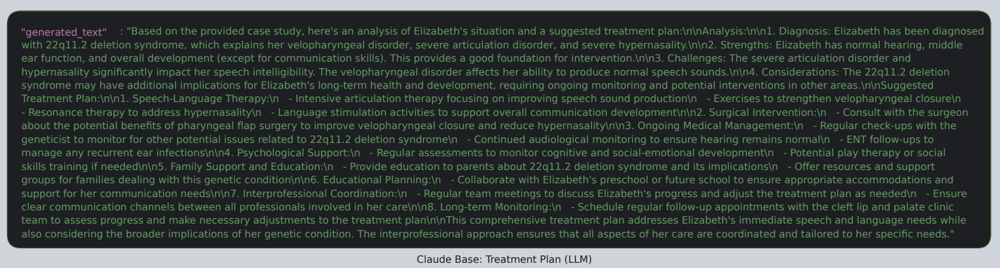 "generated_text" : "Based on the provided case study, here's an analysis of Elizabeth's situation and a suggested treatment plan:\n\nAnalysis:\n\n1. Diagnosis: Elizabeth has been diagnosed
with 22q11.2 deletion syndrome, which explains her velopharyngeal disorder, severe articulation disorder, and severe hypernasality.\n\n2. Strengths: Elizabeth has normal hearing, middle
ear function, and overall development (except for communication skills). This provides a good foundation for intervention.\n\n3. Challenges: The severe articulation disorder and
hypernasality significantly impact her speech intelligibility. The velopharyngeal disorder affects her ability to produce normal speech sounds.\n\n4. Considerations: The 22q11.2 deletion
syndrome may have additional implications for Elizabeth's long-term health and development, requiring ongoing monitoring and potential interventions in other areas.\n\nSuggested
Treatment Plan:\n\n1. Speech-Language Therapy:\n   - Intensive articulation therapy focusing on improving speech sound production\n   - Exercises to strengthen velopharyngeal closure\n
- Resonance therapy to address hypernasality\n   - Language stimulation activities to support overall communication development\n\n2. Surgical Intervention:\n   - Consult with the surgeon
about the potential benefits of pharyngeal flap surgery to improve velopharyngeal closure and reduce hypernasality\n\n3. Ongoing Medical Management:\n   - Regular check-ups with the
geneticist to monitor for other potential issues related to 22q11.2 deletion syndrome\n   - Continued audiological monitoring to ensure hearing remains normal\n   - ENT follow-ups to
manage any recurrent ear infections\n\n4. Psychological Support:\n   - Regular assessments to monitor cognitive and social-emotional development\n   - Potential play therapy or social
skills training if needed\n\n5. Family Support and Education:\n   - Provide education to parents about 22q11.2 deletion syndrome and its implications\n   - Offer resources and support
groups for families dealing with this genetic condition\n\n6. Educational Planning:\n   - Collaborate with Elizabeth's preschool or future school to ensure appropriate accommodations and
support for her communication needs\n\n7. Interprofessional Coordination:\n   - Regular team meetings to discuss Elizabeth's progress and adjust the treatment plan as needed\n   - Ensure
clear communication channels between all professionals involved in her care\n\n8. Long-term Monitoring:\n   - Schedule regular follow-up appointments with the cleft lip and palate clinic
team to assess progress and make necessary adjustments to the treatment plan\n\nThis comprehensive treatment plan addresses Elizabeth's immediate speech and language needs while
also considering the broader implications of her genetic condition. The interprofessional approach ensures that all aspects of her care are coordinated and tailored to her specific needs."
Claude Base: Treatment Plan (LLM)